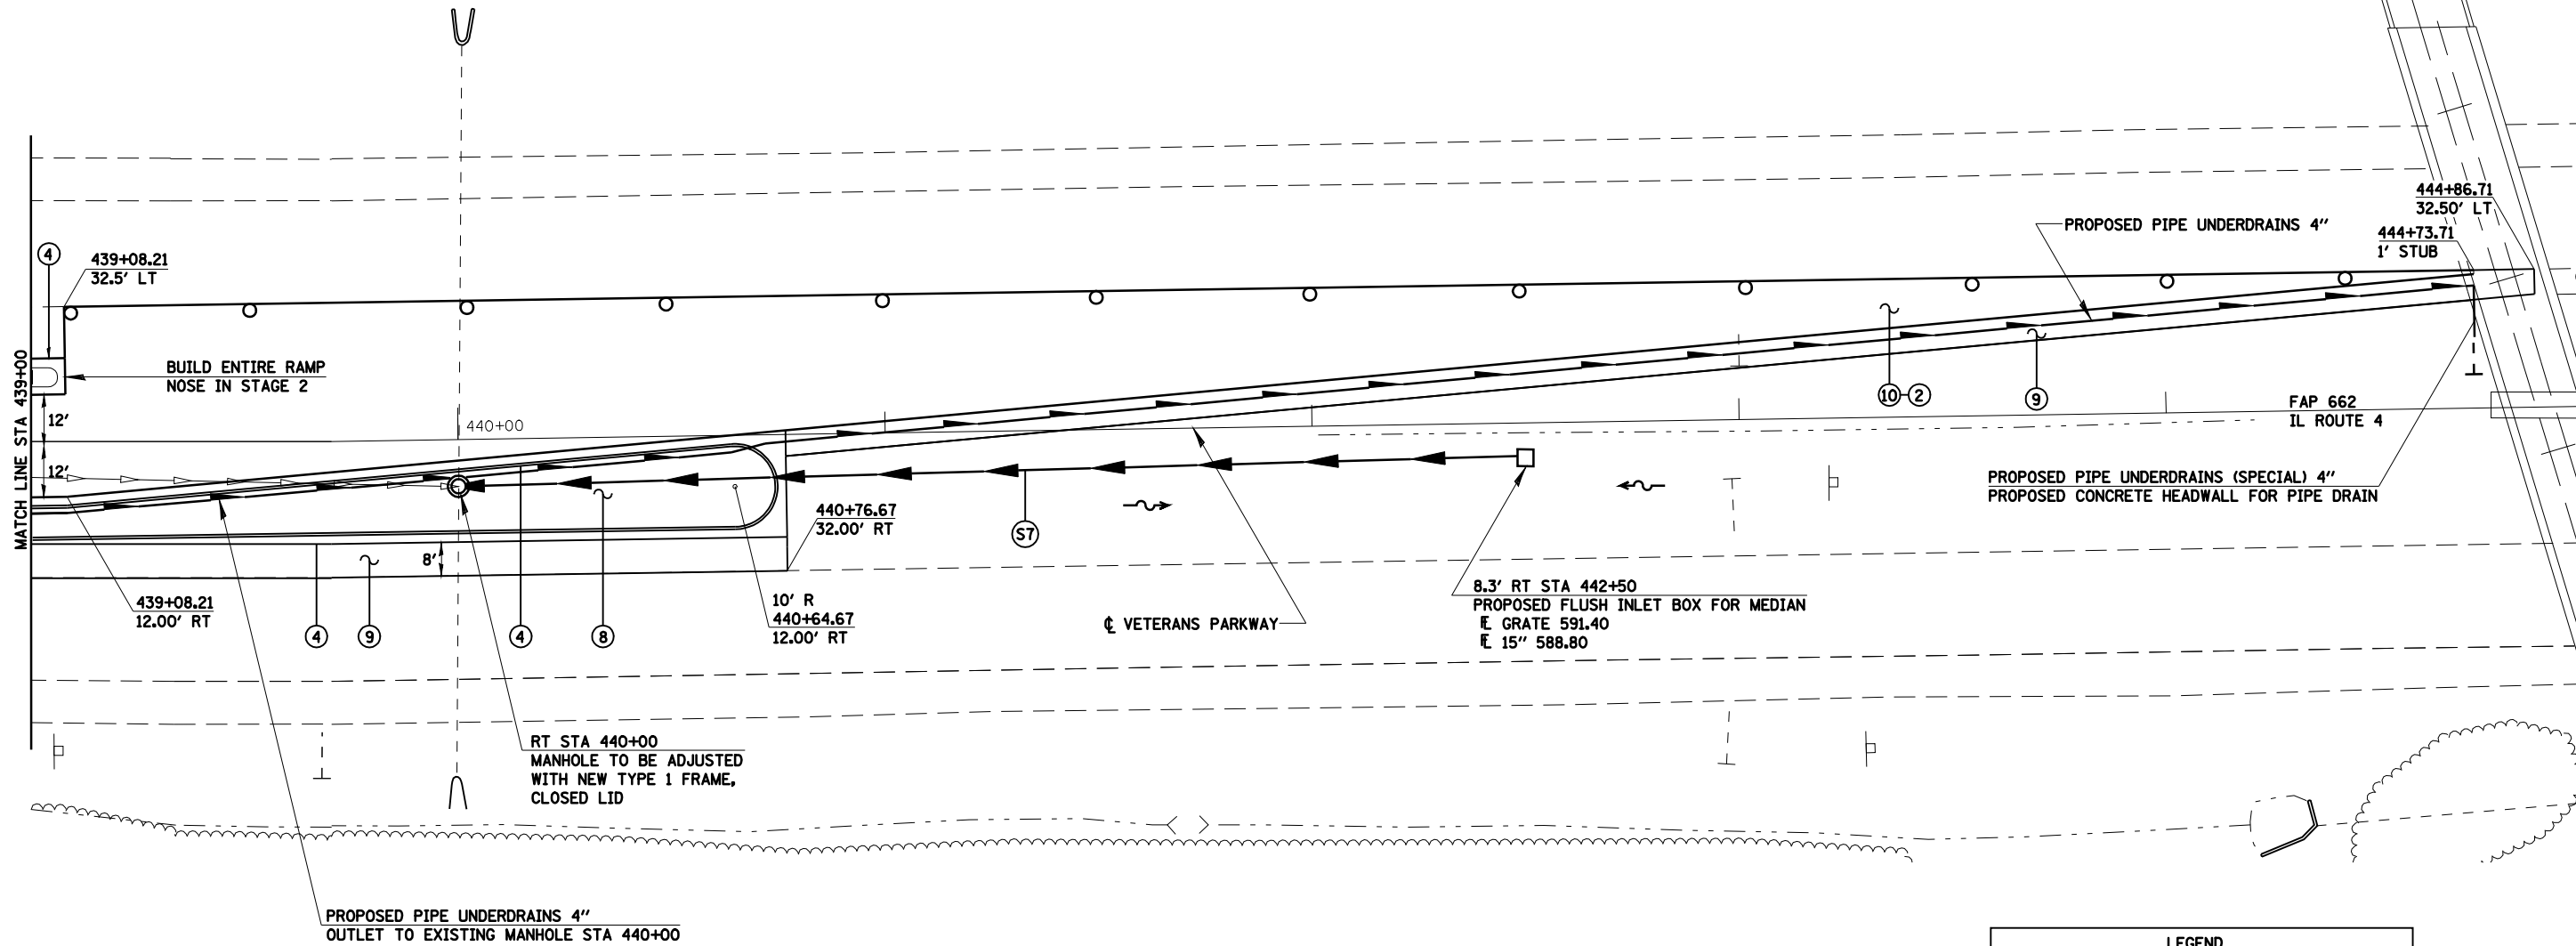 444+86.71
32.50' LT
PROPOSED PIPE UNDERDRAINS 4"
444+73.71
1' STUB
4
439+08.21
32.5' LT
BUILD ENTIRE RAMP
NOSE IN STAGE 2
MATCH LINE STA 439+00
12'
12'
440+00
10 2
9
FAP 662
IL ROUTE 4
PROPOSED PIPE UNDERDRAINS (SPECIAL) 4"
PROPOSED CONCRETE HEADWALL FOR PIPE DRAIN
440+76.67
32.00' RT
S7
8'
439+08.21
12.00' RT
4
9
4
8
10' R
440+64.67
12.00' RT
℄ VETERANS PARKWAY
8.3' RT STA 442+50
PROPOSED FLUSH INLET BOX FOR MEDIAN
FL GRATE 591.40
FL 15" 588.80
RT STA 440+00
MANHOLE TO BE ADJUSTED
WITH NEW TYPE 1 FRAME,
CLOSED LID
PROPOSED PIPE UNDERDRAINS 4"
OUTLET TO EXISTING MANHOLE STA 440+00
LEGEND